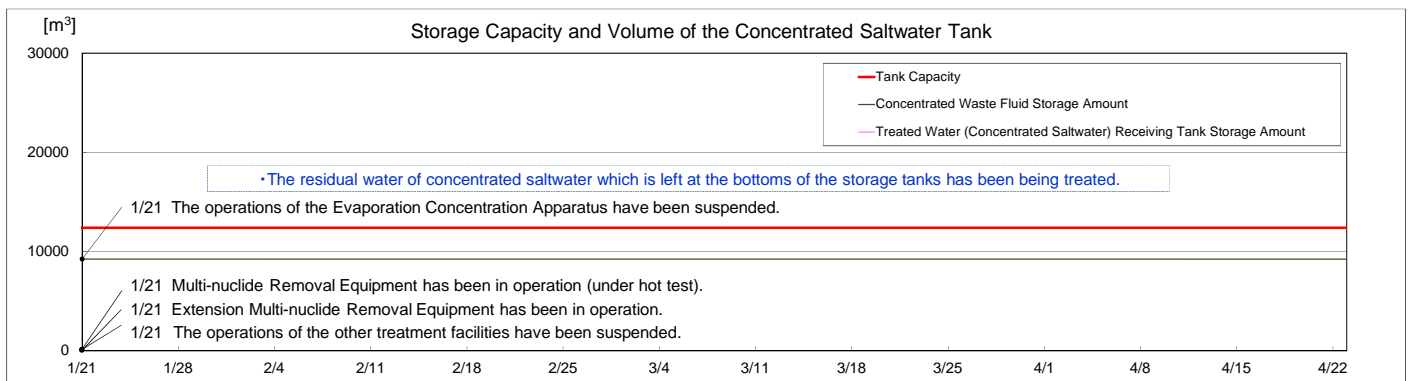 [m³]
Storage Capacity and Volume of the Concentrated Saltwater Tank
30000
Tank Capacity
Concentrated Waste Fluid Storage Amount
Treated Water (Concentrated Saltwater) Receiving Tank Storage Amount
20000
・The residual water of concentrated saltwater which is left at the bottoms of the storage tanks has been being treated.
1/21 The operations of the Evaporation Concentration Apparatus have been suspended.
10000
1/21 Multi-nuclide Removal Equipment has been in operation (under hot test).
1/21 Extension Multi-nuclide Removal Equipment has been in operation.
1/21 The operations of the other treatment facilities have been suspended.
0
1/21 1/28 2/4 2/11 2/18 2/25 3/4 3/11 3/18 3/25 4/1 4/8 4/15 4/22